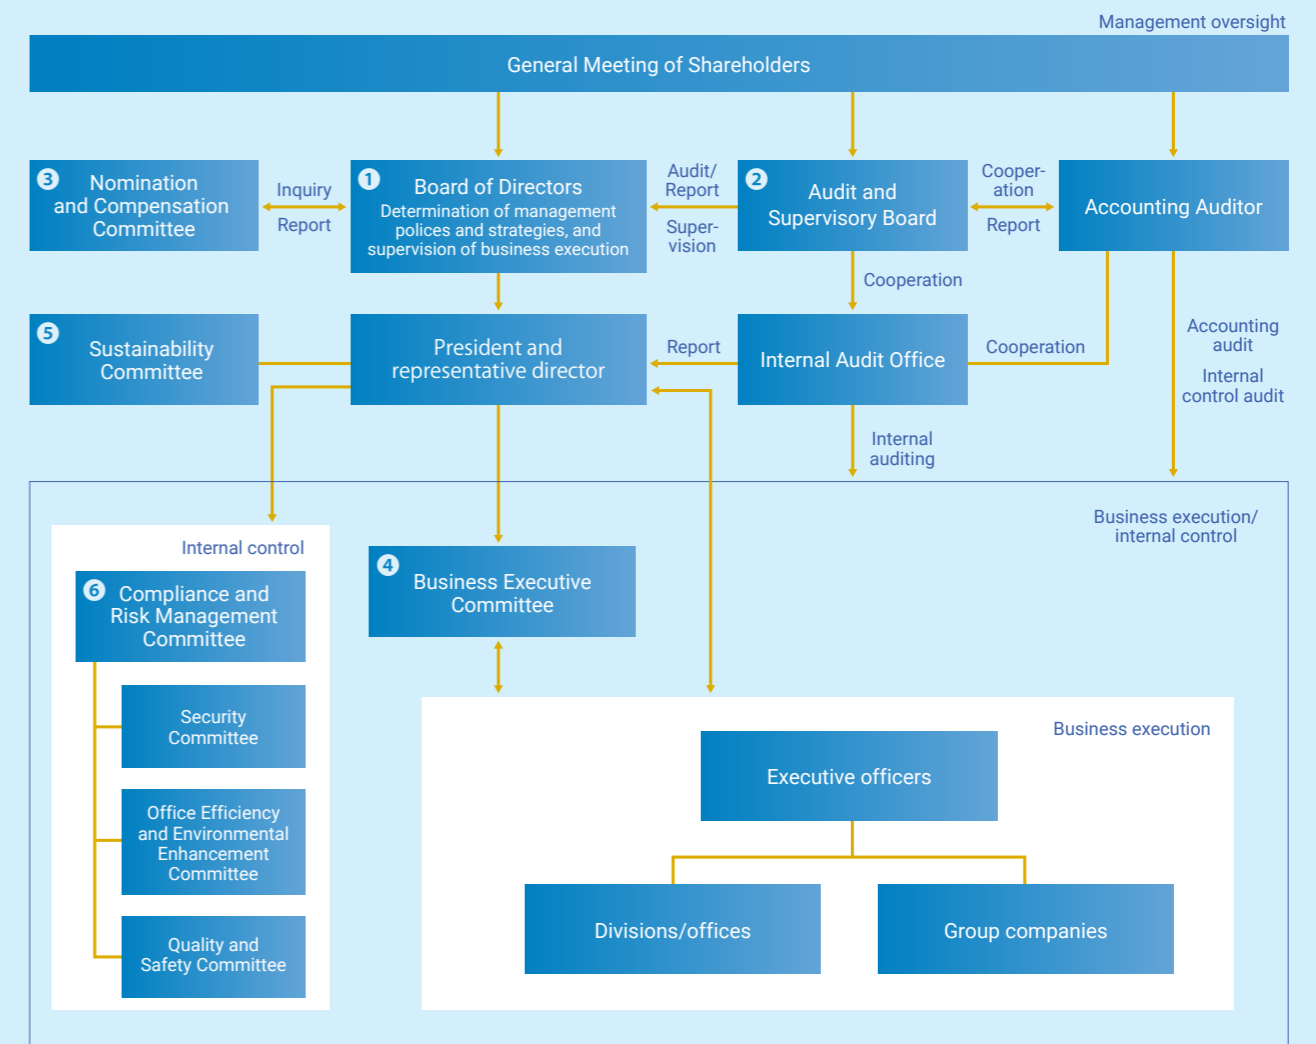 Management oversight
General Meeting of Shareholders
3
Nomination
and Compensation
Committee
Inquiry
Report
1
Board of Directors
Determination of management
polices and strategies, and
supervision of business execution
Audit/
Report
Super-
vision
2
Audit and
Supervisory Board
Cooper-
ation
Report
Accounting Auditor
Cooperation
5
Sustainability
Committee
President and
representative director
Report
Internal Audit Office
Cooperation
Accounting
audit
Internal
control audit
Internal
auditing
Business execution/
internal control
Internal control
6
Compliance and
Risk Management
Committee
Security
Committee
Office Efficiency
and Environmental
Enhancement
Committee
Quality and
Safety Committee
4
Business Executive
Committee
Business execution
Executive officers
Divisions/offices
Group companies